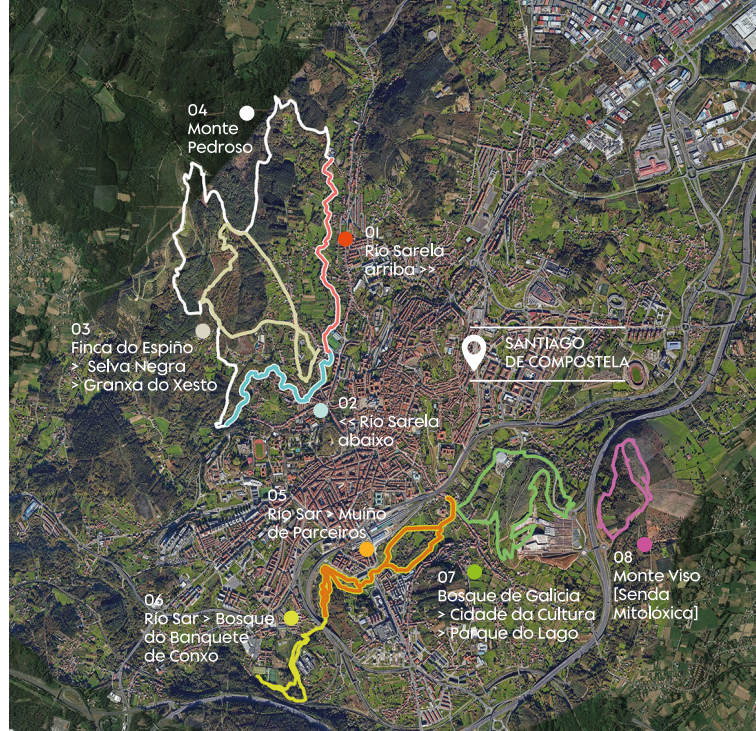 04
Monte
Pedroso
01.
Río Sarela
arriba >>
03
Finca do Espiño
> Selva Negra
> Granxa do Xesto
SANTIAGO
DE COMPOSTELA
02
<< Río Sarela
abaixo
05
Río Sar > Muíño
de Parceiros
06
Río Sar > Bosque
do Banquete
de Conxo
07
Bosque de Galicia
> Cidade da Cultura
> Parque do Lago
08
Monte Viso
[Senda
Mitolóxica]